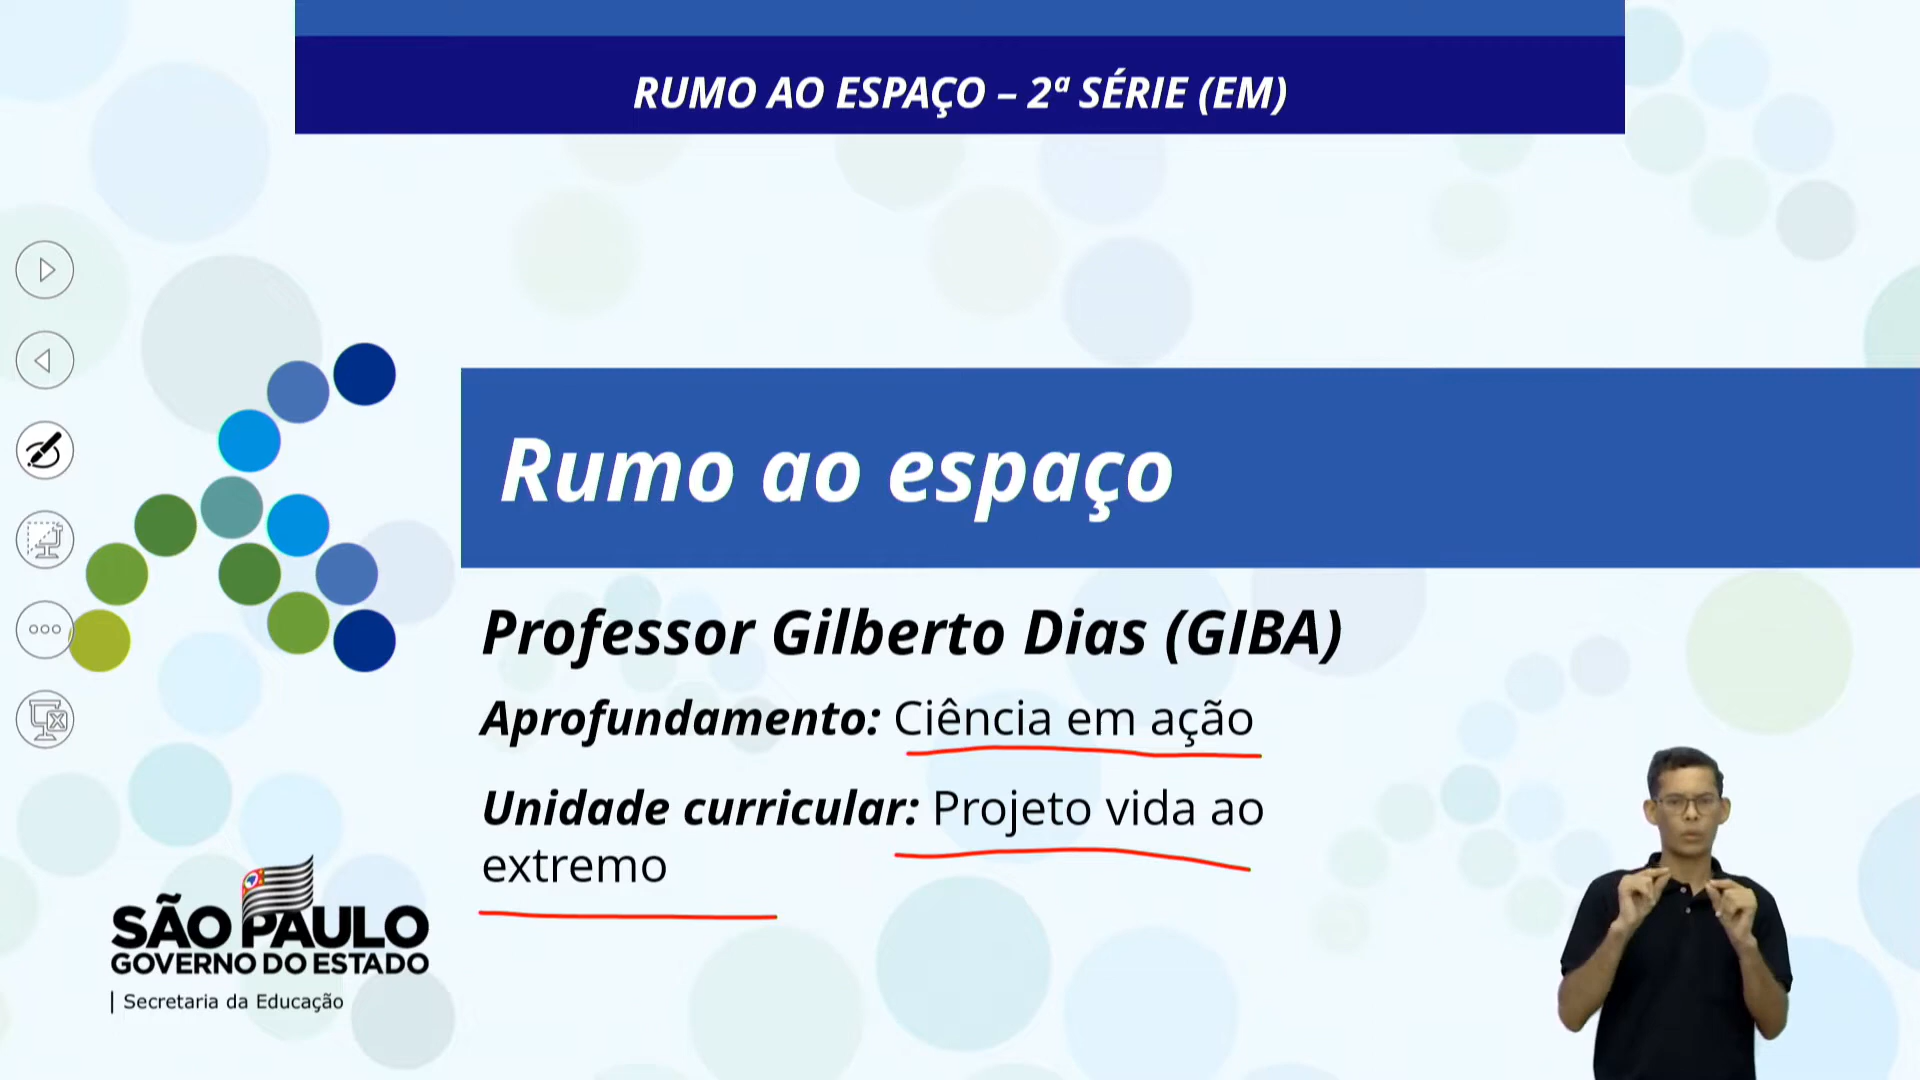 RUMO AO ESPAÇO – 2ª SÉRIE (EM)
Rumo ao espaço
Professor Gilberto Dias (GIBA)
Aprofundamento: Ciência em ação
Unidade curricular: Projeto vida ao
extremo
SÃO PAULO
GOVERNO DO ESTADO
Secretaria da Educação